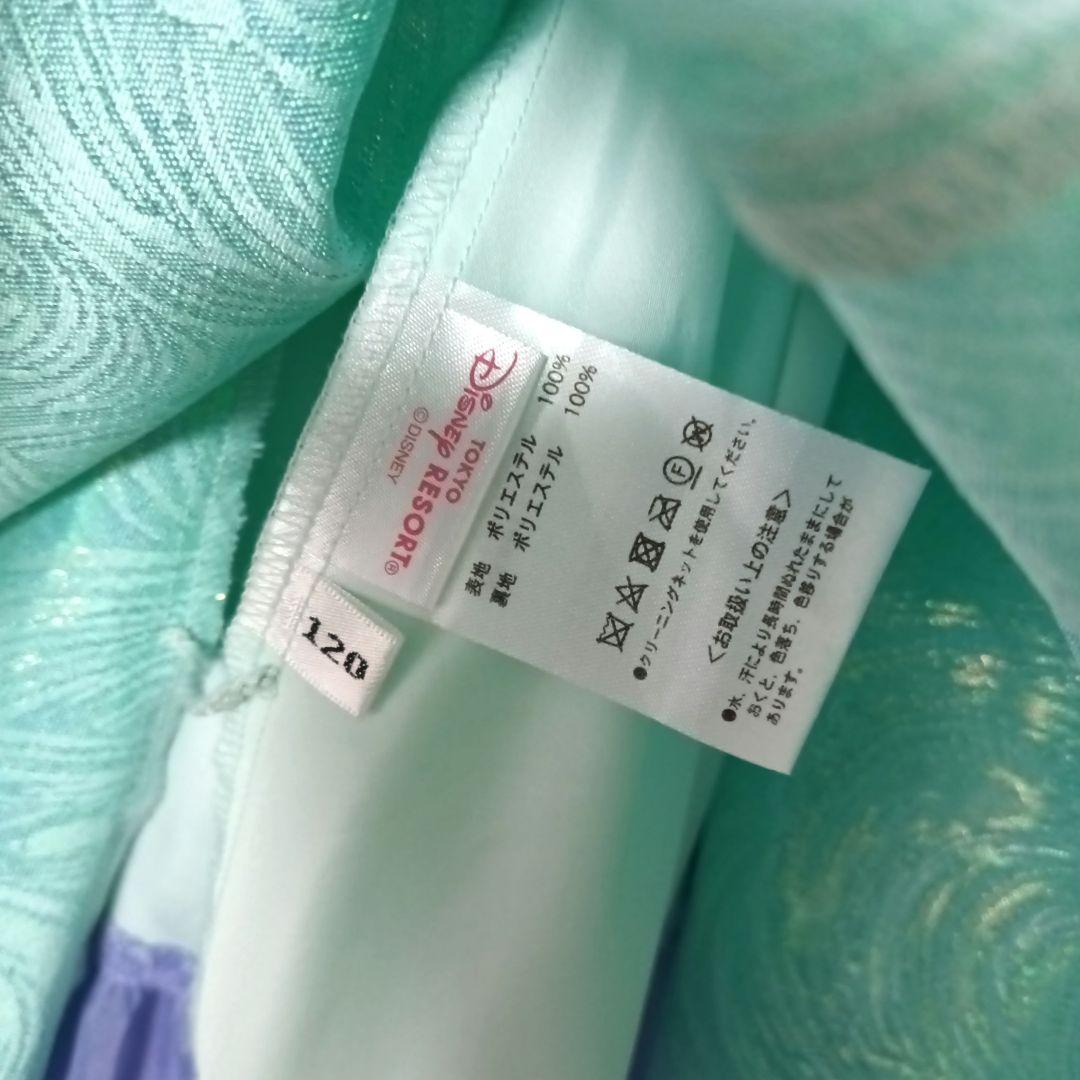 TOKYO
Disney RESORT®
©DISNEY
120
表地 ポリエステル 100%
裏地 ポリエステル 100%
F
●クリーニングネットを使用してください。
＜お取扱い上の注意＞
●水、汗により長時間ぬれたままにして
おくと、色落ち、色移りする場合が
あります。